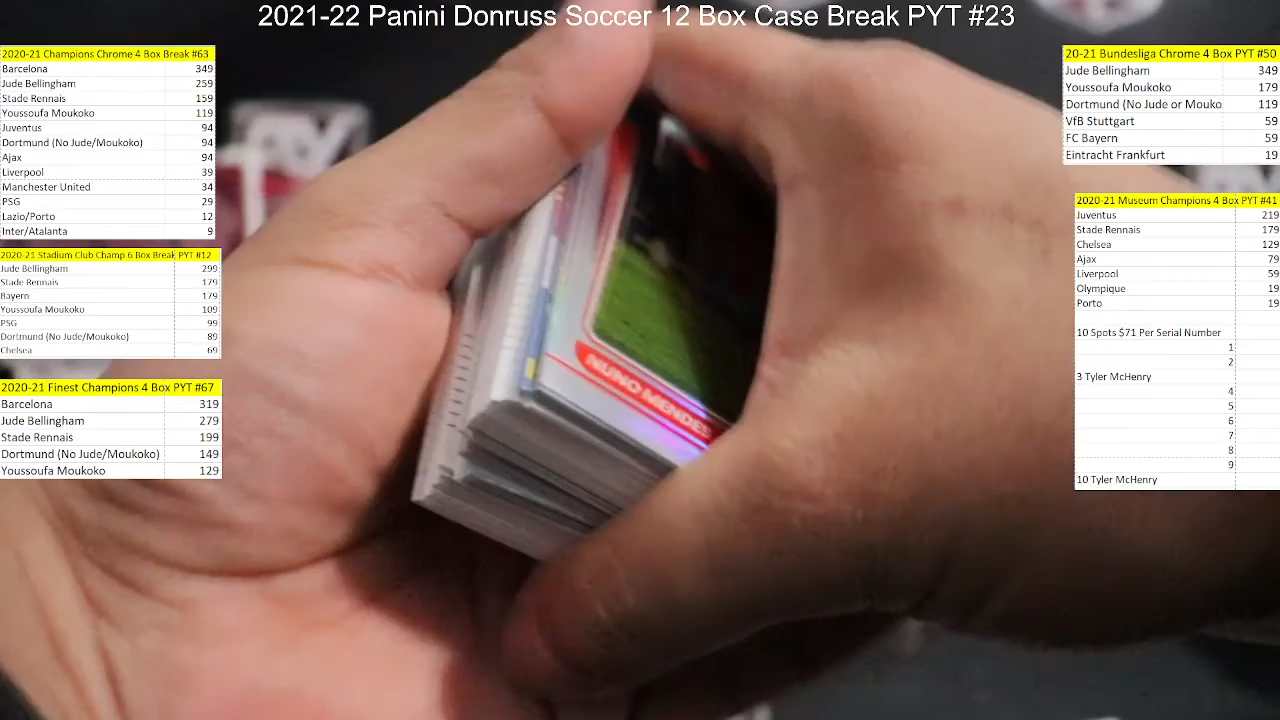 2021-22 Panini Donruss Soccer 12 Box Case Break PYT #23
2020-21 Champions Chrome 4 Box Break #63
Barcelona 349
Jude Bellingham 259
Stade Rennais 159
Youssoufa Moukoko 119
Juventus 94
Dortmund (No Jude/Moukoko) 94
Ajax 94
Liverpool 39
Manchester United 34
PSG 29
Lazio/Porto 12
Inter/Atalanta 9
2020-21 Stadium Club Champ 6 Box Break PYT #12
Jude Bellingham 299
Stade Rennais 179
Bayern 179
Youssoufa Moukoko 109
PSG 99
Dortmund (No Jude/Moukoko) 89
Chelsea 69
2020-21 Finest Champions 4 Box PYT #67
Barcelona 319
Jude Bellingham 279
Stade Rennais 199
Dortmund (No Jude/Moukoko) 149
Youssoufa Moukoko 129
NUNO MENDES
20-21 Bundesliga Chrome 4 Box PYT #50
Jude Bellingham 349
Youssoufa Moukoko 179
Dortmund (No Jude or Mouko 119
VfB Stuttgart 59
FC Bayern 59
Eintracht Frankfurt 19
2020-21 Museum Champions 4 Box PYT #41
Juventus 219
Stade Rennais 179
Chelsea 129
Ajax 79
Liverpool 59
Olympique 19
Porto 19
10 Spots $71 Per Serial Number
1
2
3 Tyler McHenry
4
5
6
7
8
9
10 Tyler McHenry